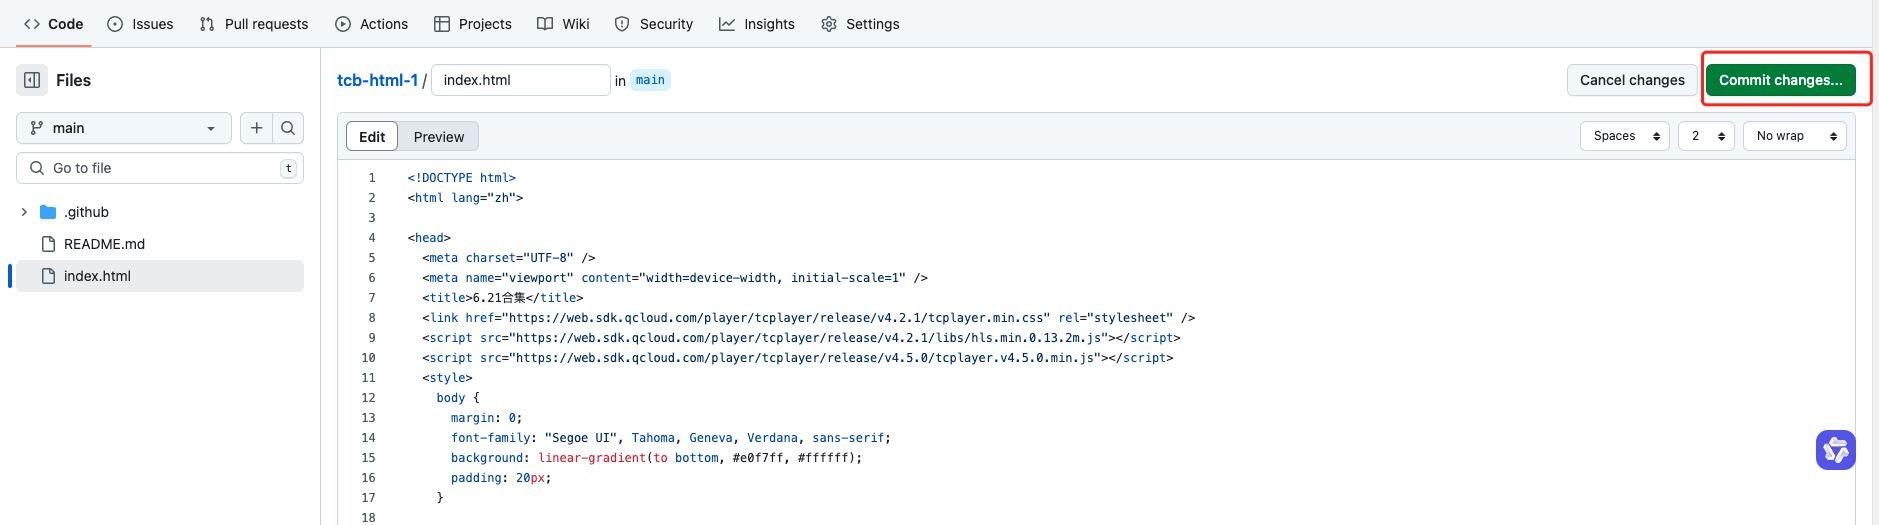 Code Issues Pull requests Actions Projects Wiki Security Insights Settings
Files
main
Go to file t
.github
README.md
index.html
tcb-html-1 / index.html in main
Cancel changes Commit changes...
Edit Preview
Spaces 2 No wrap
1 <!DOCTYPE html>
2 <html lang="zh">
3
4 <head>
5 <meta charset="UTF-8" />
6 <meta name="viewport" content="width=device-width, initial-scale=1" />
7 <title>6.21合集</title>
8 <link href="https://web.sdk.qcloud.com/player/tcplayer/release/v4.2.1/tcplayer.min.css" rel="stylesheet" />
9 <script src="https://web.sdk.qcloud.com/player/tcplayer/release/v4.2.1/libs/hls.min.0.13.2m.js"></script>
10 <script src="https://web.sdk.qcloud.com/player/tcplayer/release/v4.5.0/tcplayer.v4.5.0.min.js"></script>
11 <style>
12 body {
13 margin: 0;
14 font-family: "Segoe UI", Tahoma, Geneva, Verdana, sans-serif;
15 background: linear-gradient(to bottom, #e0f7ff, #ffffff);
16 padding: 20px;
17 }
18